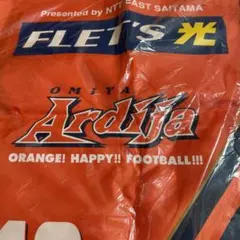 Presented by NTT EAST SAITAMA
FLET'S 光
OMIYA
Ardija
ORANGE! HAPPY!! FOOTBALL!!!